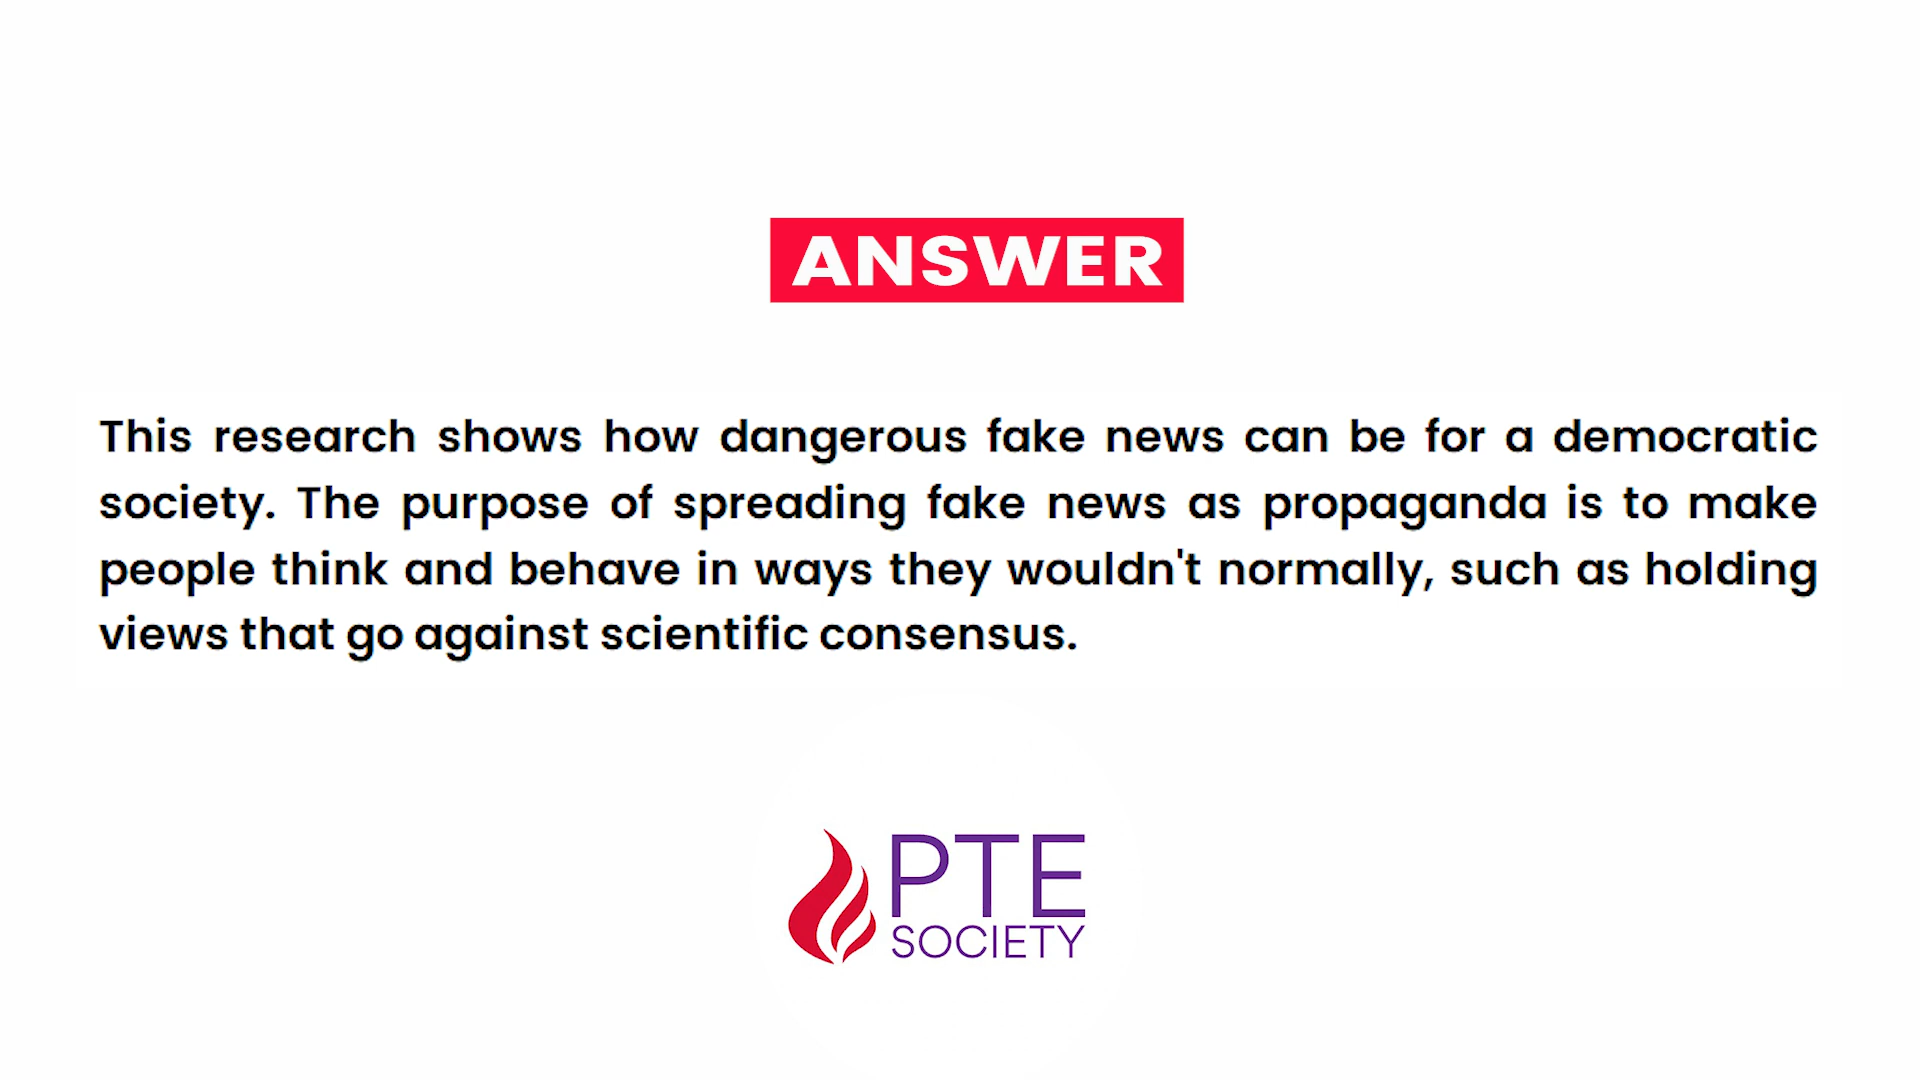 ANSWER
This research shows how dangerous fake news can be for a democratic
society. The purpose of spreading fake news as propaganda is to make
people think and behave in ways they wouldn't normally, such as holding
views that go against scientific consensus.
PTE
SOCIETY